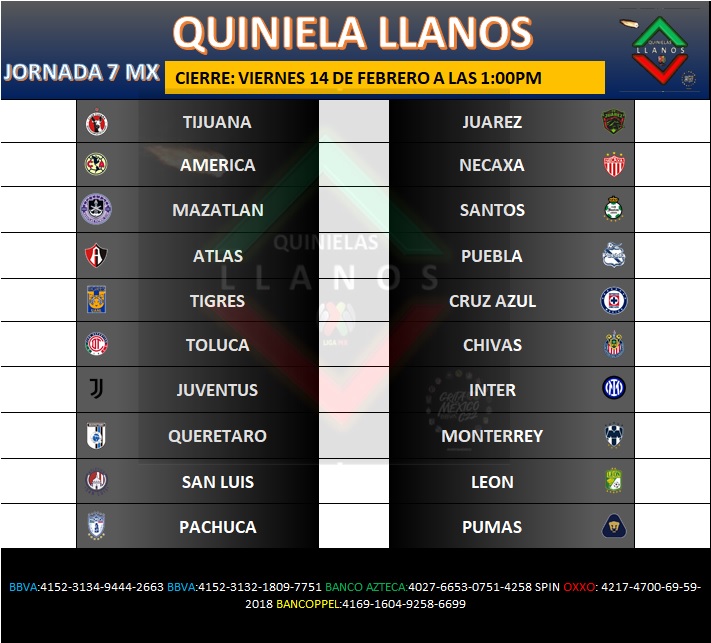 QUINIELA LLANOS
QUINIELAS
LLANOS
JORNADA 7 MX
CIERRE: VIERNES 14 DE FEBRERO A LAS 1:00PM
TIJUANA JUAREZ
AMERICA NECAXA
MAZATLAN SANTOS
QUINIELAS
ATLAS PUEBLA
LLANOS
TIGRES CRUZ AZUL
LIGA MX
TOLUCA CHIVAS
JUVENTUS INTER
QUERETARO MONTERREY
SAN LUIS LEON
PACHUCA PUMAS
BBVA:4152-3134-9444-2663 BBVA:4152-3132-1809-7751 BANCO AZTECA:4027-6653-0751-4258 SPIN OXXO: 4217-4700-69-59-
2018 BANCOPPEL:4169-1604-9258-6699